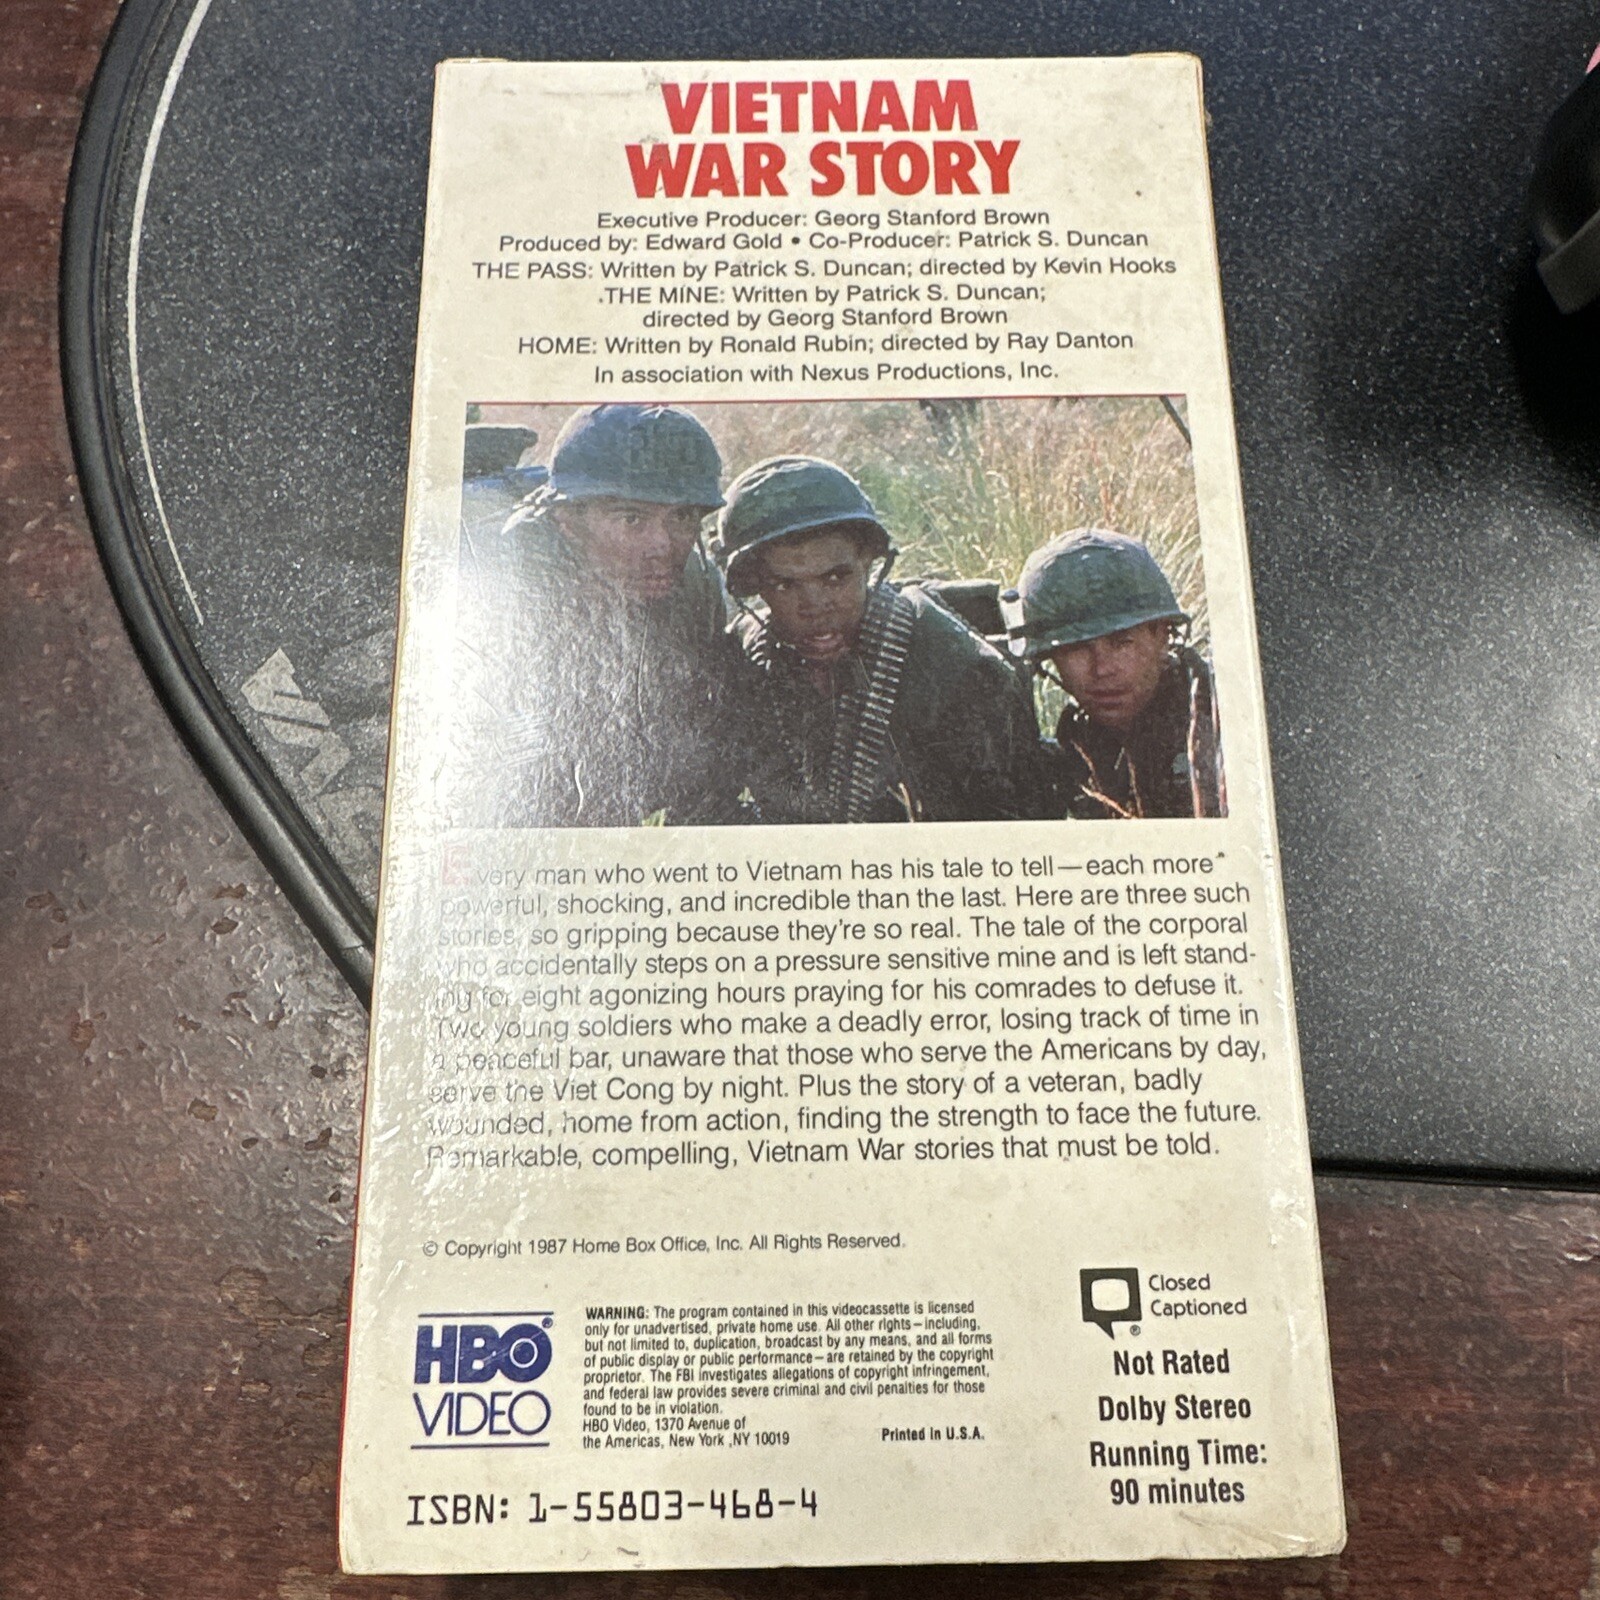 VIETNAM
WAR STORY
Executive Producer: Georg Stanford Brown
Produced by: Edward Gold • Co-Producer: Patrick S. Duncan
THE PASS: Written by Patrick S. Duncan; directed by Kevin Hooks
THE MINE: Written by Patrick S. Duncan;
directed by Georg Stanford Brown
HOME: Written by Ronald Rubin; directed by Ray Danton
In association with Nexus Productions, Inc.
Every man who went to Vietnam has his tale to tell—each more
powerful, shocking, and incredible than the last. Here are three such
stories, so gripping because they're so real. The tale of the corporal
who accidentally steps on a pressure sensitive mine and is left stand-
ing for eight agonizing hours praying for his comrades to defuse it.
Two young soldiers who make a deadly error, losing track of time in
a peaceful bar, unaware that those who serve the Americans by day,
serve the Viet Cong by night. Plus the story of a veteran, badly
wounded, home from action, finding the strength to face the future.
Remarkable, compelling, Vietnam War stories that must be told.
© Copyright 1987 Home Box Office, Inc. All Rights Reserved.
HBO®
VIDEO
WARNING: The program contained in this videocassette is licensed
only for unadvertised, private home use. All other rights—including,
but not limited to, duplication, broadcast by any means, and all forms
of public display or public performance—are retained by the copyright
proprietor. The FBI investigates allegations of copyright infringement,
and federal law provides severe criminal and civil penalties for those
found to be in violation.
HBO Video, 1370 Avenue of
the Americas, New York ,NY 10019
Printed in U.S.A.
Closed
Captioned
®
Not Rated
Dolby Stereo
Running Time:
90 minutes
ISBN: 1-55803-468-4